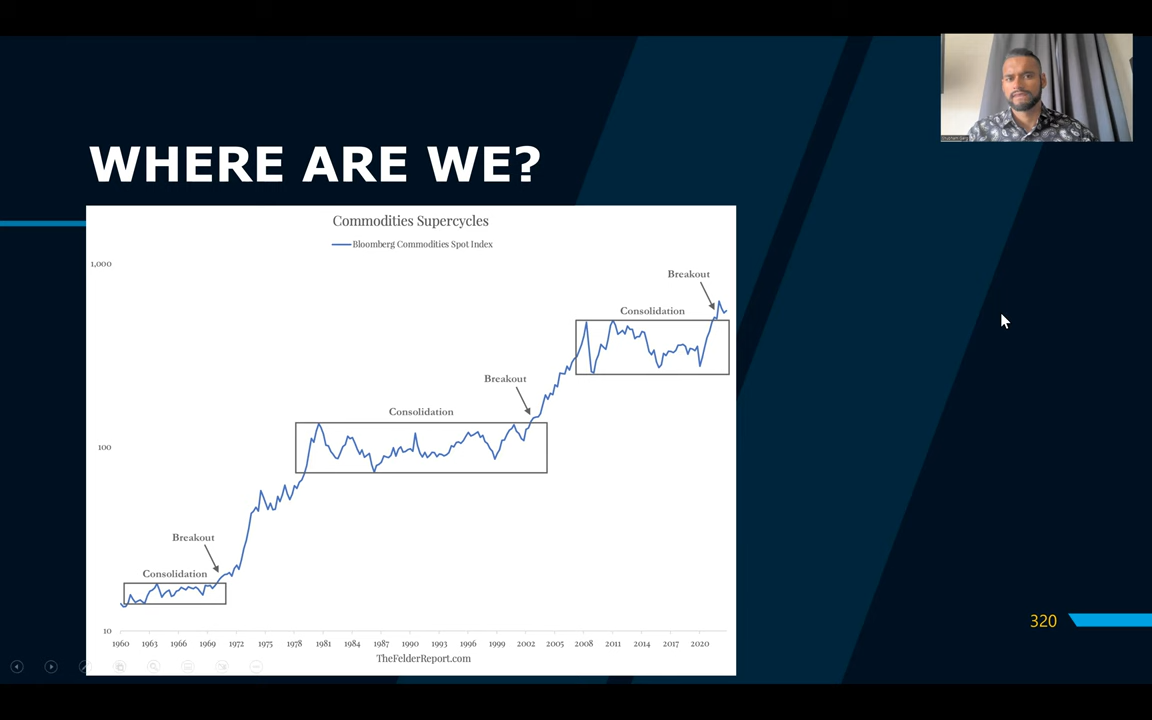 WHERE ARE WE?
Commodities Supercycles
Bloomberg Commodities Spot Index
1,000
Breakout
Consolidation
Breakout
Consolidation
100
Breakout
Consolidation
10
1960 1963 1966 1969 1972 1975 1978 1981 1984 1987 1990 1993 1996 1999 2002 2005 2008 2011 2014 2017 2020
TheFelderReport.com
320